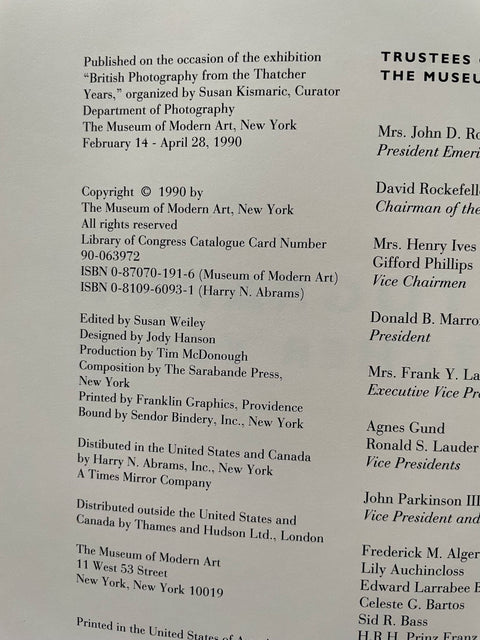 Published on the occasion of the exhibition
“British Photography from the Thatcher
Years,” organized by Susan Kismaric, Curator
Department of Photography
The Museum of Modern Art, New York
February 14 - April 28, 1990
Copyright © 1990 by
The Museum of Modern Art, New York
All rights reserved
Library of Congress Catalogue Card Number
90-063972
ISBN 0-87070-191-6 (Museum of Modern Art)
ISBN 0-8109-6093-1 (Harry N. Abrams)
Edited by Susan Weiley
Designed by Jody Hanson
Production by Tim McDonough
Composition by The Sarabande Press,
New York
Printed by Franklin Graphics, Providence
Bound by Sendor Bindery, Inc., New York
Distibuted in the United States and Canada
by Harry N. Abrams, Inc., New York
A Times Mirror Company
Distributed outside the United States and
Canada by Thames and Hudson Ltd., London
The Museum of Modern Art
11 West 53 Street
New York, New York 10019
Printed in the United States of
TRUSTEES
THE MUSEU
Mrs. John D. Ro
President Emeri
David Rockefell
Chairman of the
Mrs. Henry Ives
Gifford Phillips
Vice Chairmen
Donald B. Marro
President
Mrs. Frank Y. La
Executive Vice Pr
Agnes Gund
Ronald S. Lauder
Vice Presidents
John Parkinson III
Vice President and
Frederick M. Alger
Lily Auchincloss
Edward Larrabee B
Celeste G. Bartos
Sid R. Bass
H.R.H. Prinz Franz